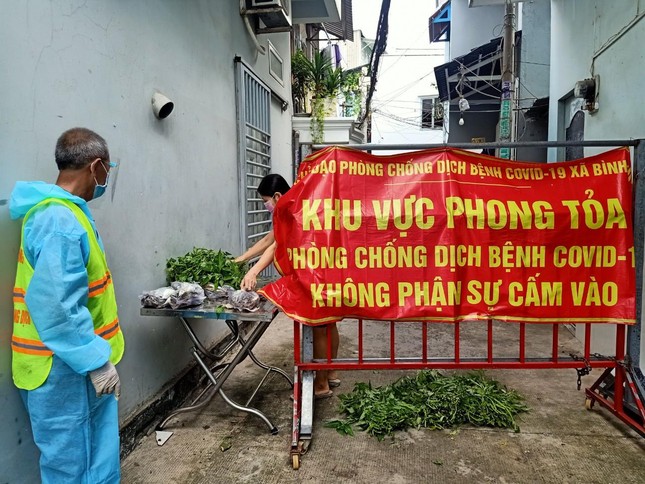 ĐẠO PHÒNG CHỐNG DỊCH BỆNH COVID-19 XÃ BÌNH
KHU VỰC PHONG TỎA
PHÒNG CHỐNG DỊCH BỆNH COVID-1
KHÔNG PHẬN SỰ CẤM VÀO